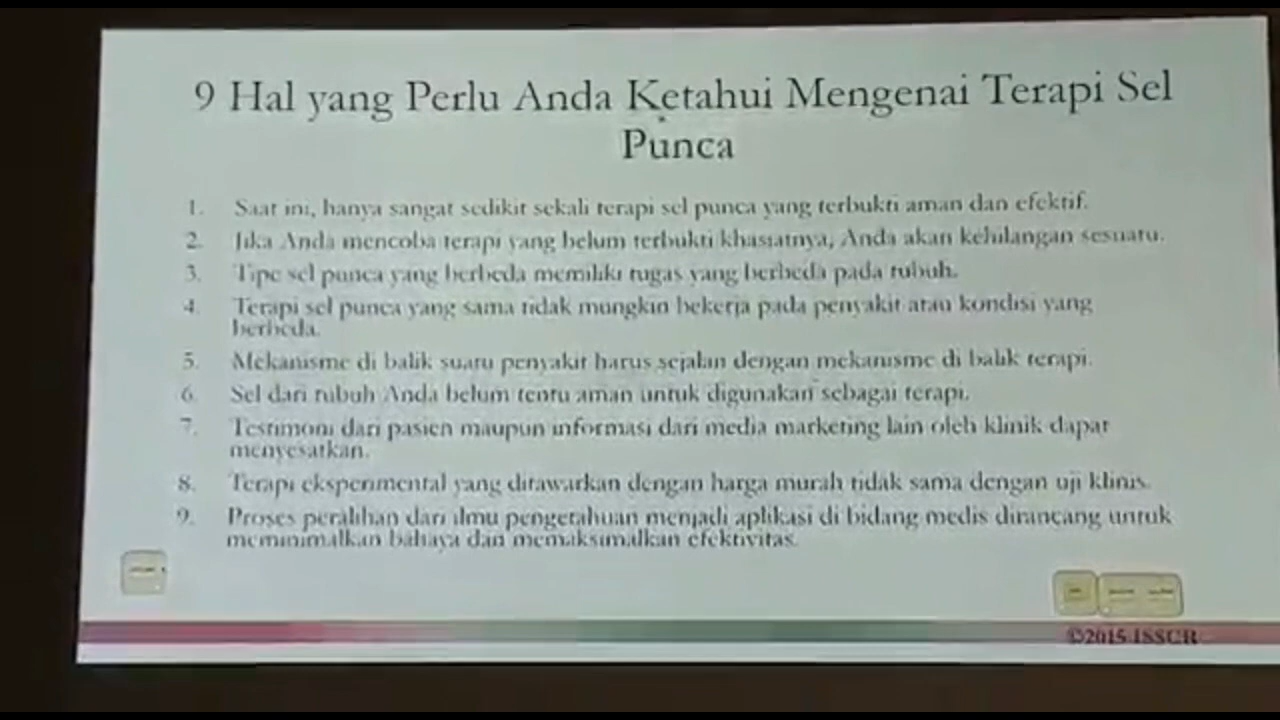 9 Hal yang Perlu Anda Ketahui Mengenai Terapi Sel
Punca
1. Saat ini, hanya sangat sedikit sekali terapi sel punca yang terbukti aman dan efektif.
2. Jika Anda mencoba terapi yang belum terbukti khasiatnya, Anda akan kehilangan sesuatu.
3. Tipe sel punca yang berbeda memiliki tugas yang berbeda pada tubuh.
4. Terapi sel punca yang sama tidak mungkin bekerja pada penyakit atau kondisi yang
berbeda.
5. Mekanisme di balik suatu penyakit harus sejalan dengan mekanisme di balik terapi.
6. Sel dari tubuh Anda belum tentu aman untuk digunakan sebagai terapi.
7. Testimoni dari pasien maupun informasi dari media marketing lain oleh klinik dapat
menyesatkan.
8. Terapi eksperimental yang ditawarkan dengan harga murah tidak sama dengan uji klinis.
9. Proses peralihan dari ilmu pengetahuan menjadi aplikasi di bidang medis dirancang untuk
meminimalkan bahaya dan memaksimalkan efektivitas.
©2015 ISSCR